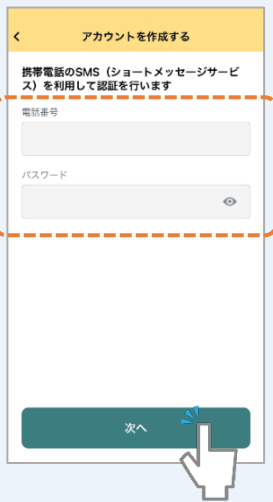 アカウントを作成する
携帯電話のSMS（ショートメッセージサービ
ス）を利用して認証を行います
電話番号
パスワード
次へ